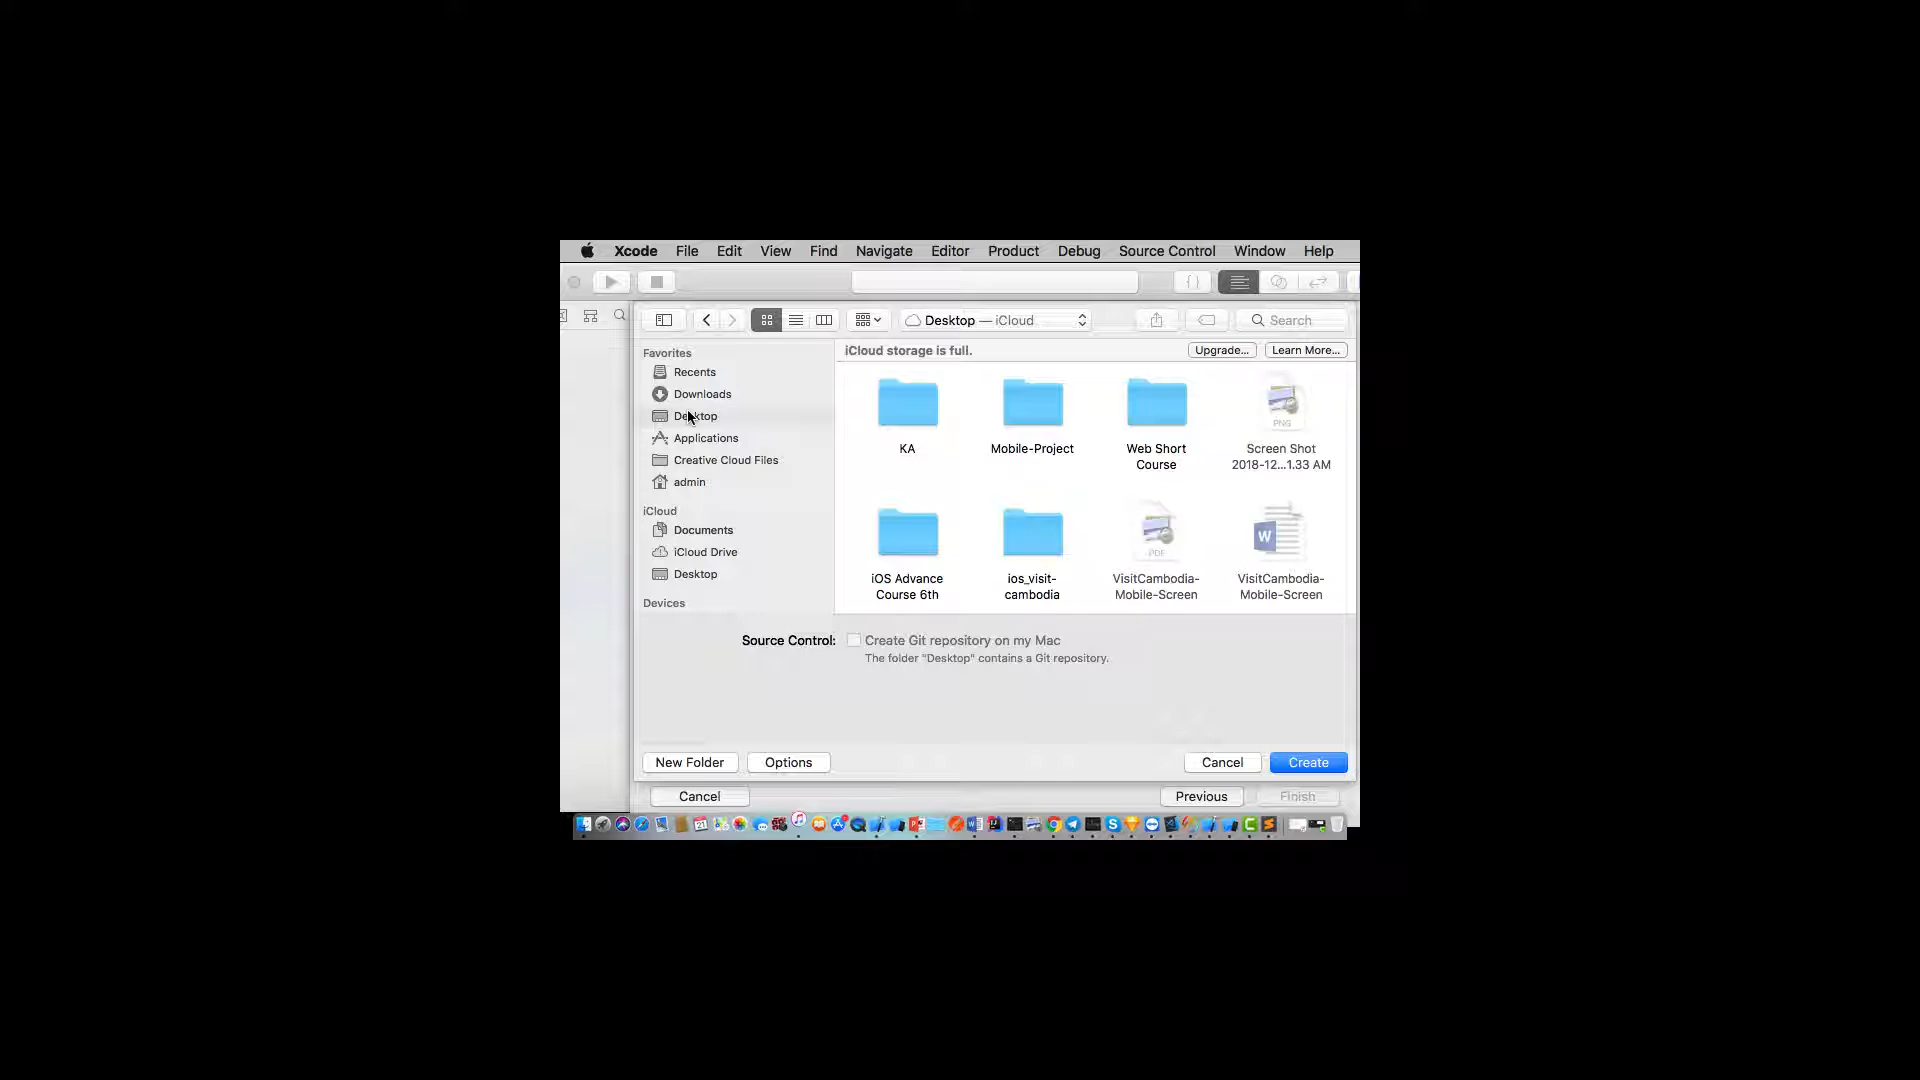 Xcode File Edit View Find Navigate Editor Product Debug Source Control Window Help
Desktop — iCloud
Search
Favorites
Recents
Downloads
Desktop
Applications
Creative Cloud Files
admin
iCloud
Documents
iCloud Drive
Desktop
Devices
iCloud storage is full.
Upgrade...
Learn More...
KA
Mobile-Project
Web Short
Course
PNG
Screen Shot
2018-12...1.33 AM
iOS Advance
Course 6th
ios_visit-
cambodia
PDF
VisitCambodia-
Mobile-Screen
W
VisitCambodia-
Mobile-Screen
Source Control: Create Git repository on my Mac
The folder "Desktop" contains a Git repository.
New Folder Options Cancel Create
Cancel Previous Finish